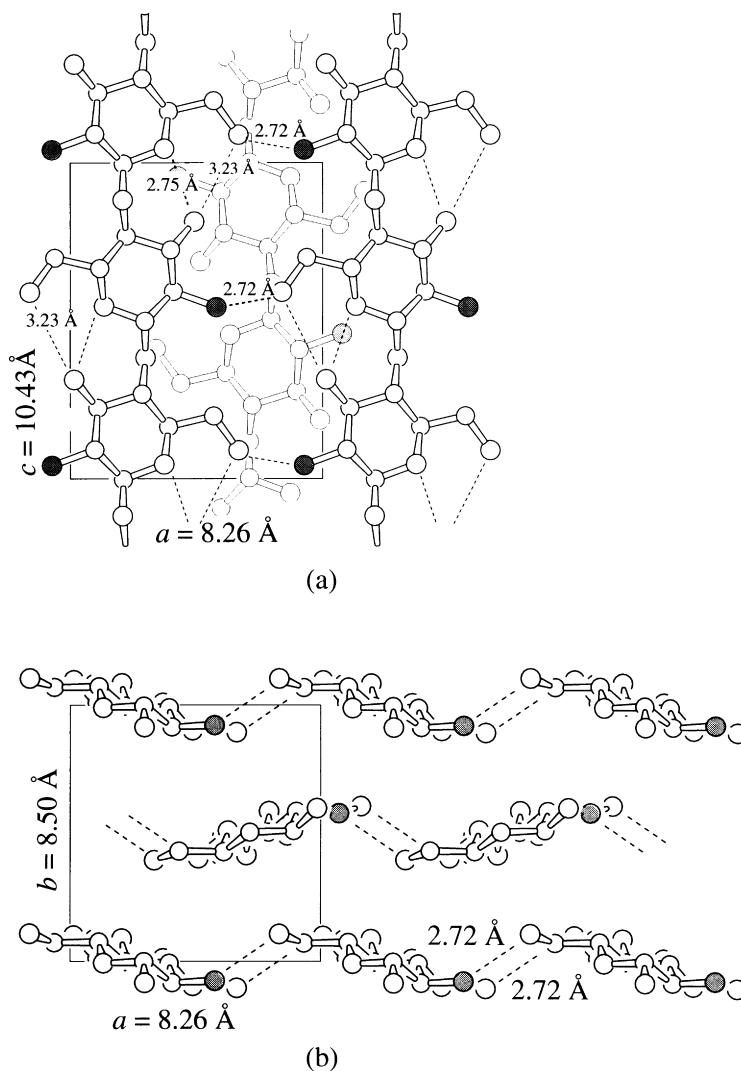 2.72 Å
3.23 Å
2.75 Å
2.72 Å
3.23 Å
c = 10.43Å
a = 8.26 Å
(a)
b = 8.50 Å
2.72 Å
2.72 Å
a = 8.26 Å
(b)